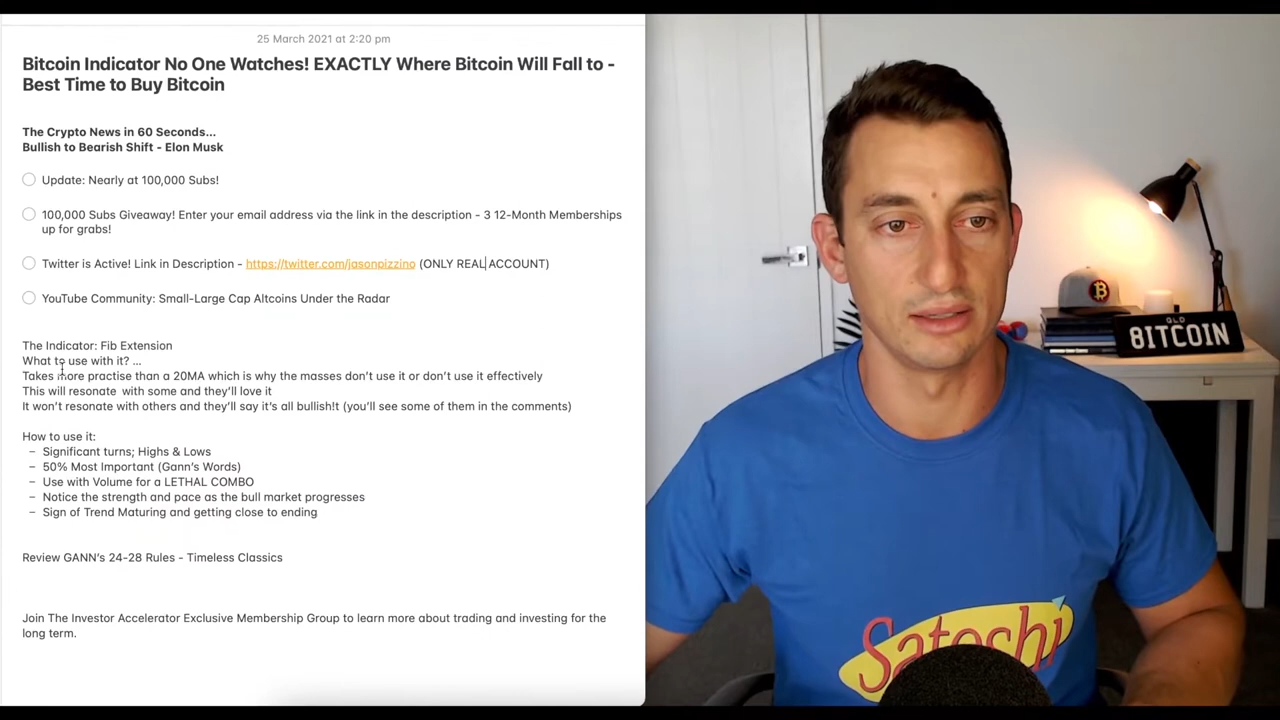 25 March 2021 at 2:20 pm
Bitcoin Indicator No One Watches! EXACTLY Where Bitcoin Will Fall to -
Best Time to Buy Bitcoin
The Crypto News in 60 Seconds...
Bullish to Bearish Shift - Elon Musk
Update: Nearly at 100,000 Subs!
100,000 Subs Giveaway! Enter your email address via the link in the description - 3 12-Month Memberships
up for grabs!
Twitter is Active! Link in Description - https://twitter.com/jasonpizzino (ONLY REAL ACCOUNT)
YouTube Community: Small-Large Cap Altcoins Under the Radar
The Indicator: Fib Extension
What to use with it? ...
Takes more practise than a 20MA which is why the masses don't use it or don't use it effectively
This will resonate  with some and they'll love it
It won't resonate with others and they'll say it's all bullish!t (you'll see some of them in the comments)
How to use it:
– Significant turns; Highs & Lows
– 50% Most Important (Gann's Words)
– Use with Volume for a LETHAL COMBO
– Notice the strength and pace as the bull market progresses
– Sign of Trend Maturing and getting close to ending
Review GANN's 24-28 Rules - Timeless Classics
Join The Investor Accelerator Exclusive Membership Group to learn more about trading and investing for the
long term.
QLD
8ITCOIN
Satoshi